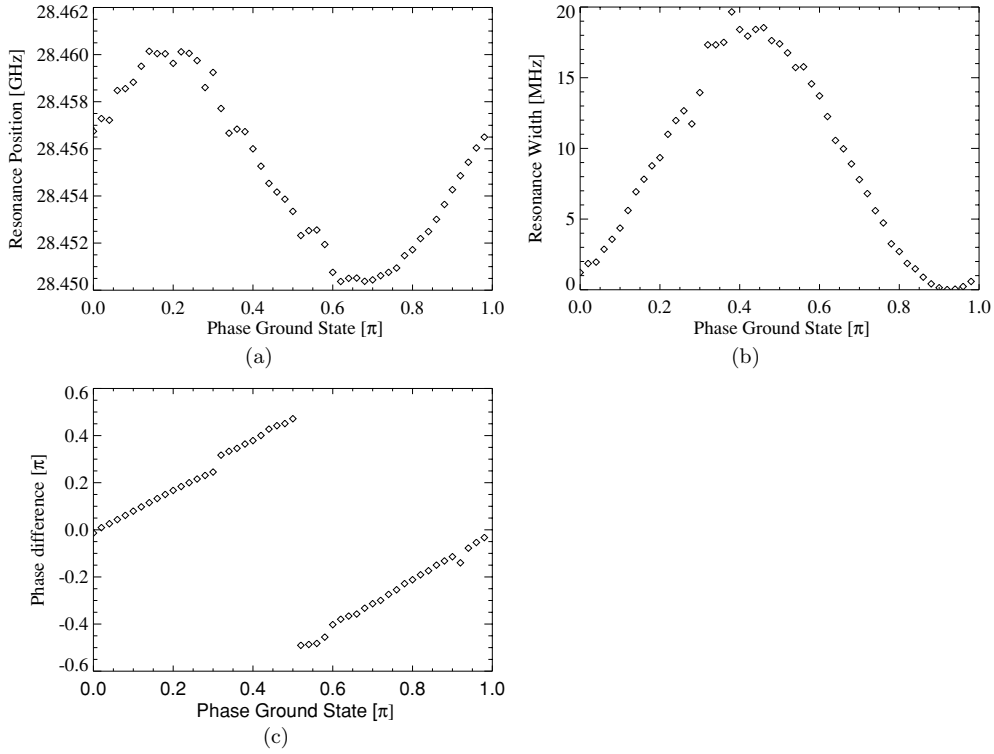 28.462
28.460
28.458
28.456
28.454
28.452
28.450
Resonance Position [GHz]
0.0 0.2 0.4 0.6 0.8 1.0
Phase Ground State [π]
(a)
20
15
10
5
0
Resonance Width [MHz]
0.0 0.2 0.4 0.6 0.8 1.0
Phase Ground State [π]
(b)
0.6
0.4
0.2
0.0
-0.2
-0.4
-0.6
Phase difference [π]
0.0 0.2 0.4 0.6 0.8 1.0
Phase Ground State [π]
(c)